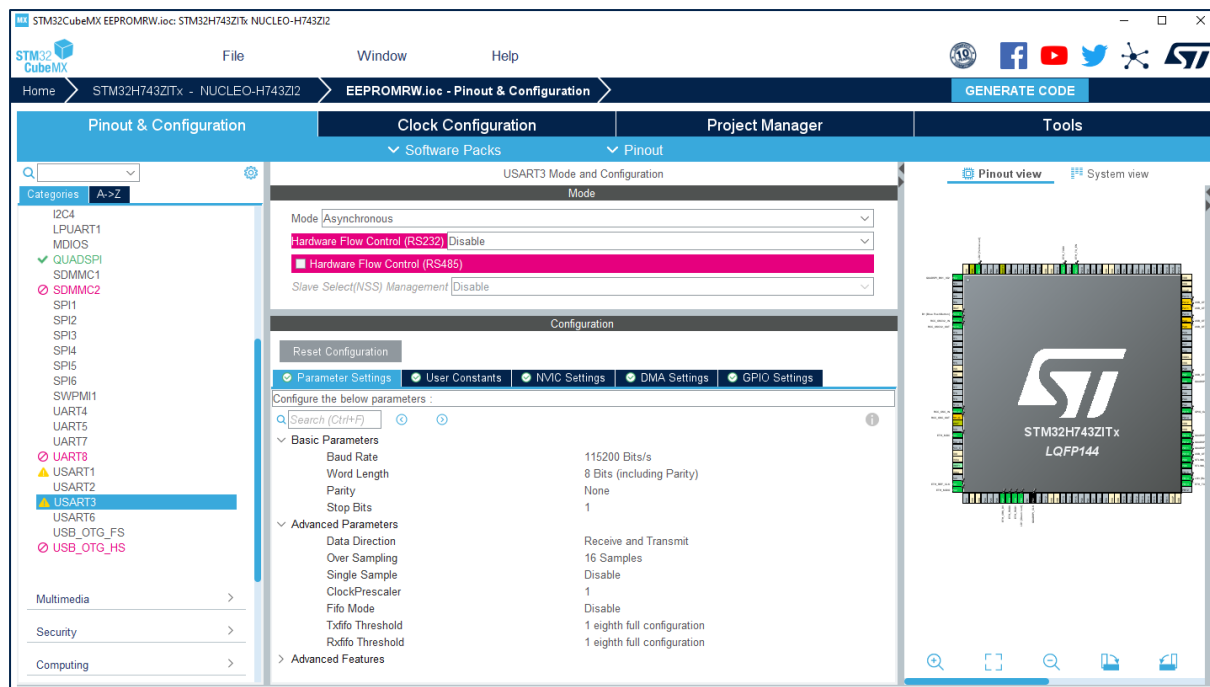 MX STM32CubeMX EEPROMRW.ioc: STM32H743ZITx NUCLEO-H743ZI2
STM32
CubeMX
File Window Help
10
Home STM32H743ZITx - NUCLEO-H743ZI2 EEPROMRW.ioc - Pinout & Configuration GENERATE CODE
Pinout & Configuration Clock Configuration Project Manager Tools
Software Packs Pinout
Categories A->Z
I2C4
LPUART1
MDIOS
QUADSPI
SDMMC1
SDMMC2
SPI1
SPI2
SPI3
SPI4
SPI5
SPI6
SWPMI1
UART4
UART5
UART7
UART8
USART1
USART2
USART3
USART6
USB_OTG_FS
USB_OTG_HS
Multimedia
Security
Computing
USART3 Mode and Configuration
Mode
Mode Asynchronous
Hardware Flow Control (RS232) Disable
Hardware Flow Control (RS485)
Slave Select(NSS) Management Disable
Configuration
Reset Configuration
Parameter Settings User Constants NVIC Settings DMA Settings GPIO Settings
Configure the below parameters :
Search (Ctrl+F)
Basic Parameters
Baud Rate 115200 Bits/s
Word Length 8 Bits (including Parity)
Parity None
Stop Bits 1
Advanced Parameters
Data Direction Receive and Transmit
Over Sampling 16 Samples
Single Sample Disable
ClockPrescaler 1
Fifo Mode Disable
Txfifo Threshold 1 eighth full configuration
Rxfifo Threshold 1 eighth full configuration
Advanced Features
Pinout view System view
STM32H743ZITx
LQFP144